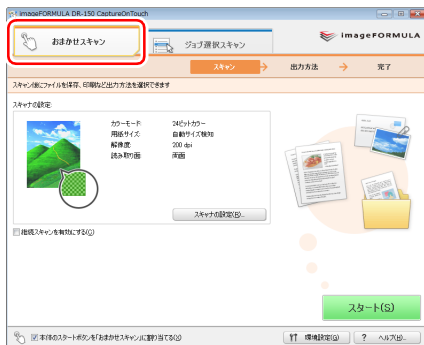 imageFORMULA DR-150 CaptureOnTouch
おまかせスキャン
ジョブ選択スキャン
imageFORMULA
スキャン
出力方法
完了
スキャン後にファイルを保存、印刷など出力方法を選択できます
スキャナの設定:
カラーモード 24ビットカラー
用紙サイズ 自動サイズ検知
解像度 200 dpi
読み取り面 両面
スキャナの設定(E)...
継続スキャンを有効にする(C)
スタート(S)
本体のスタートボタンを「おまかせスキャン」に割り当てる(X)
環境設定(Q)
? ヘルプ(H)...